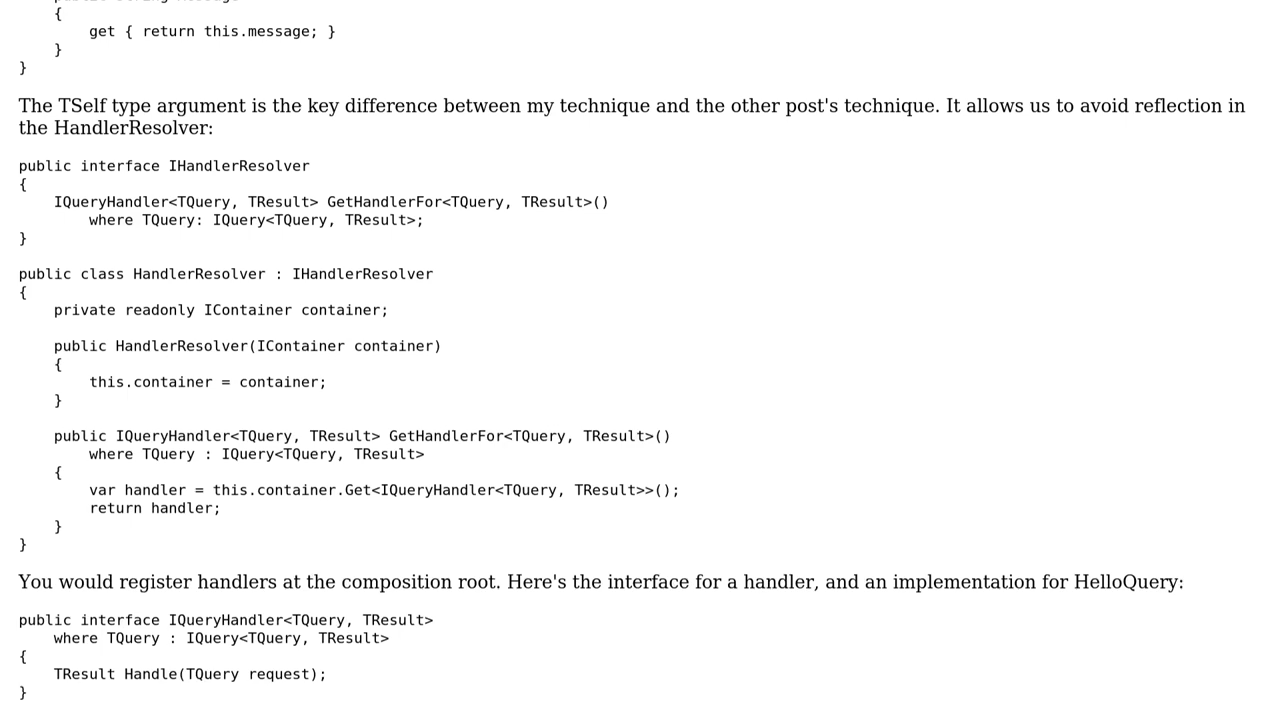 {
get { return this.message; }
}
}
The TSelf type argument is the key difference between my technique and the other post's technique. It allows us to avoid reflection in
the HandlerResolver:
public interface IHandlerResolver
{
IQueryHandler<TQuery, TResult> GetHandlerFor<TQuery, TResult>()
where TQuery: IQuery<TQuery, TResult>;
}
public class HandlerResolver : IHandlerResolver
{
private readonly IContainer container;
public HandlerResolver(IContainer container)
{
this.container = container;
}
public IQueryHandler<TQuery, TResult> GetHandlerFor<TQuery, TResult>()
where TQuery : IQuery<TQuery, TResult>
{
var handler = this.container.Get<IQueryHandler<TQuery, TResult>>();
return handler;
}
}
You would register handlers at the composition root. Here's the interface for a handler, and an implementation for HelloQuery:
public interface IQueryHandler<TQuery, TResult>
where TQuery : IQuery<TQuery, TResult>
{
TResult Handle(TQuery request);
}